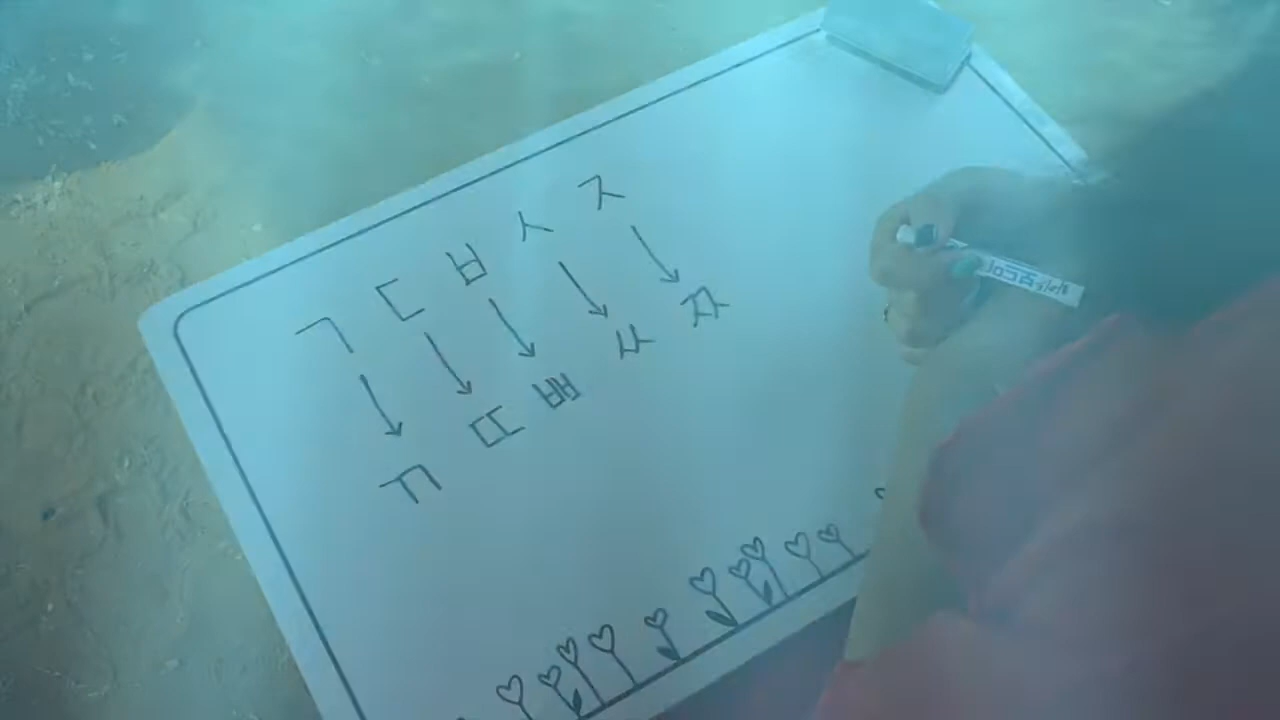 ㄱ ㄷ ㅂ ㅅ ㅈ
ㄲ ㄸ ㅃ ㅆ ㅉ